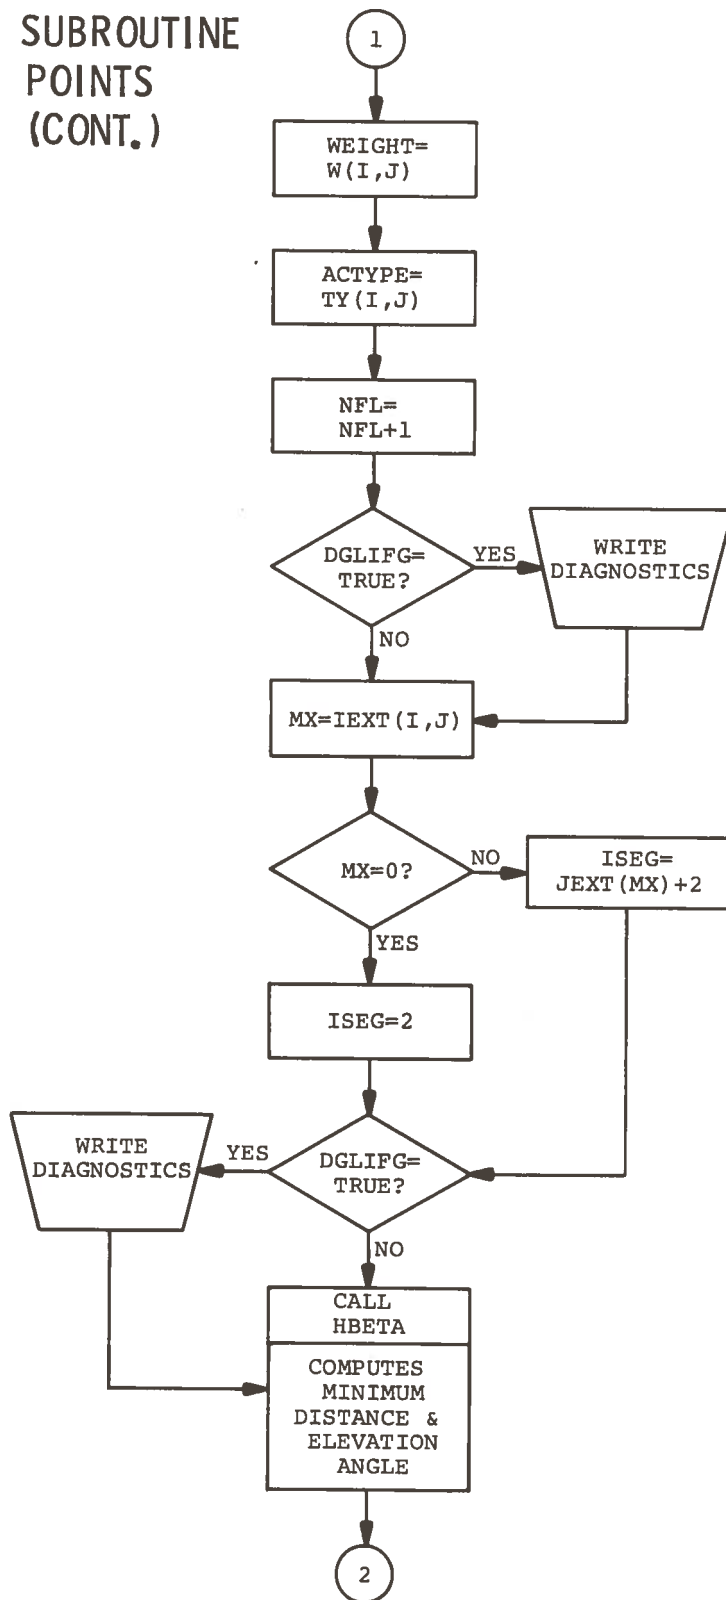 SUBROUTINE
POINTS
(CONT.)
1
WEIGHT=
W(I,J)
ACTYPE=
TY(I,J)
NFL=
NFL+1
DGLIFG=
TRUE?
YES
WRITE
DIAGNOSTICS
NO
MX=IEXT(I,J)
MX=0?
NO
ISEG=
JEXT(MX)+2
YES
ISEG=2
WRITE
DIAGNOSTICS
YES
DGLIFG=
TRUE?
NO
CALL
HBETA
COMPUTES
MINIMUM
DISTANCE &
ELEVATION
ANGLE
2